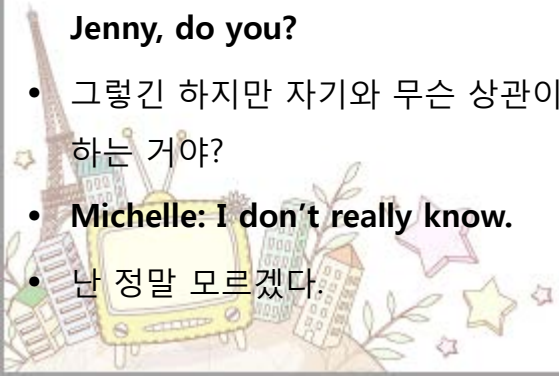 Jenny, do you?
• 그렇긴 하지만 자기와 무슨 상관이
하는 거야?
• Michelle: I don’t really know.
• 난 정말 모르겠다.